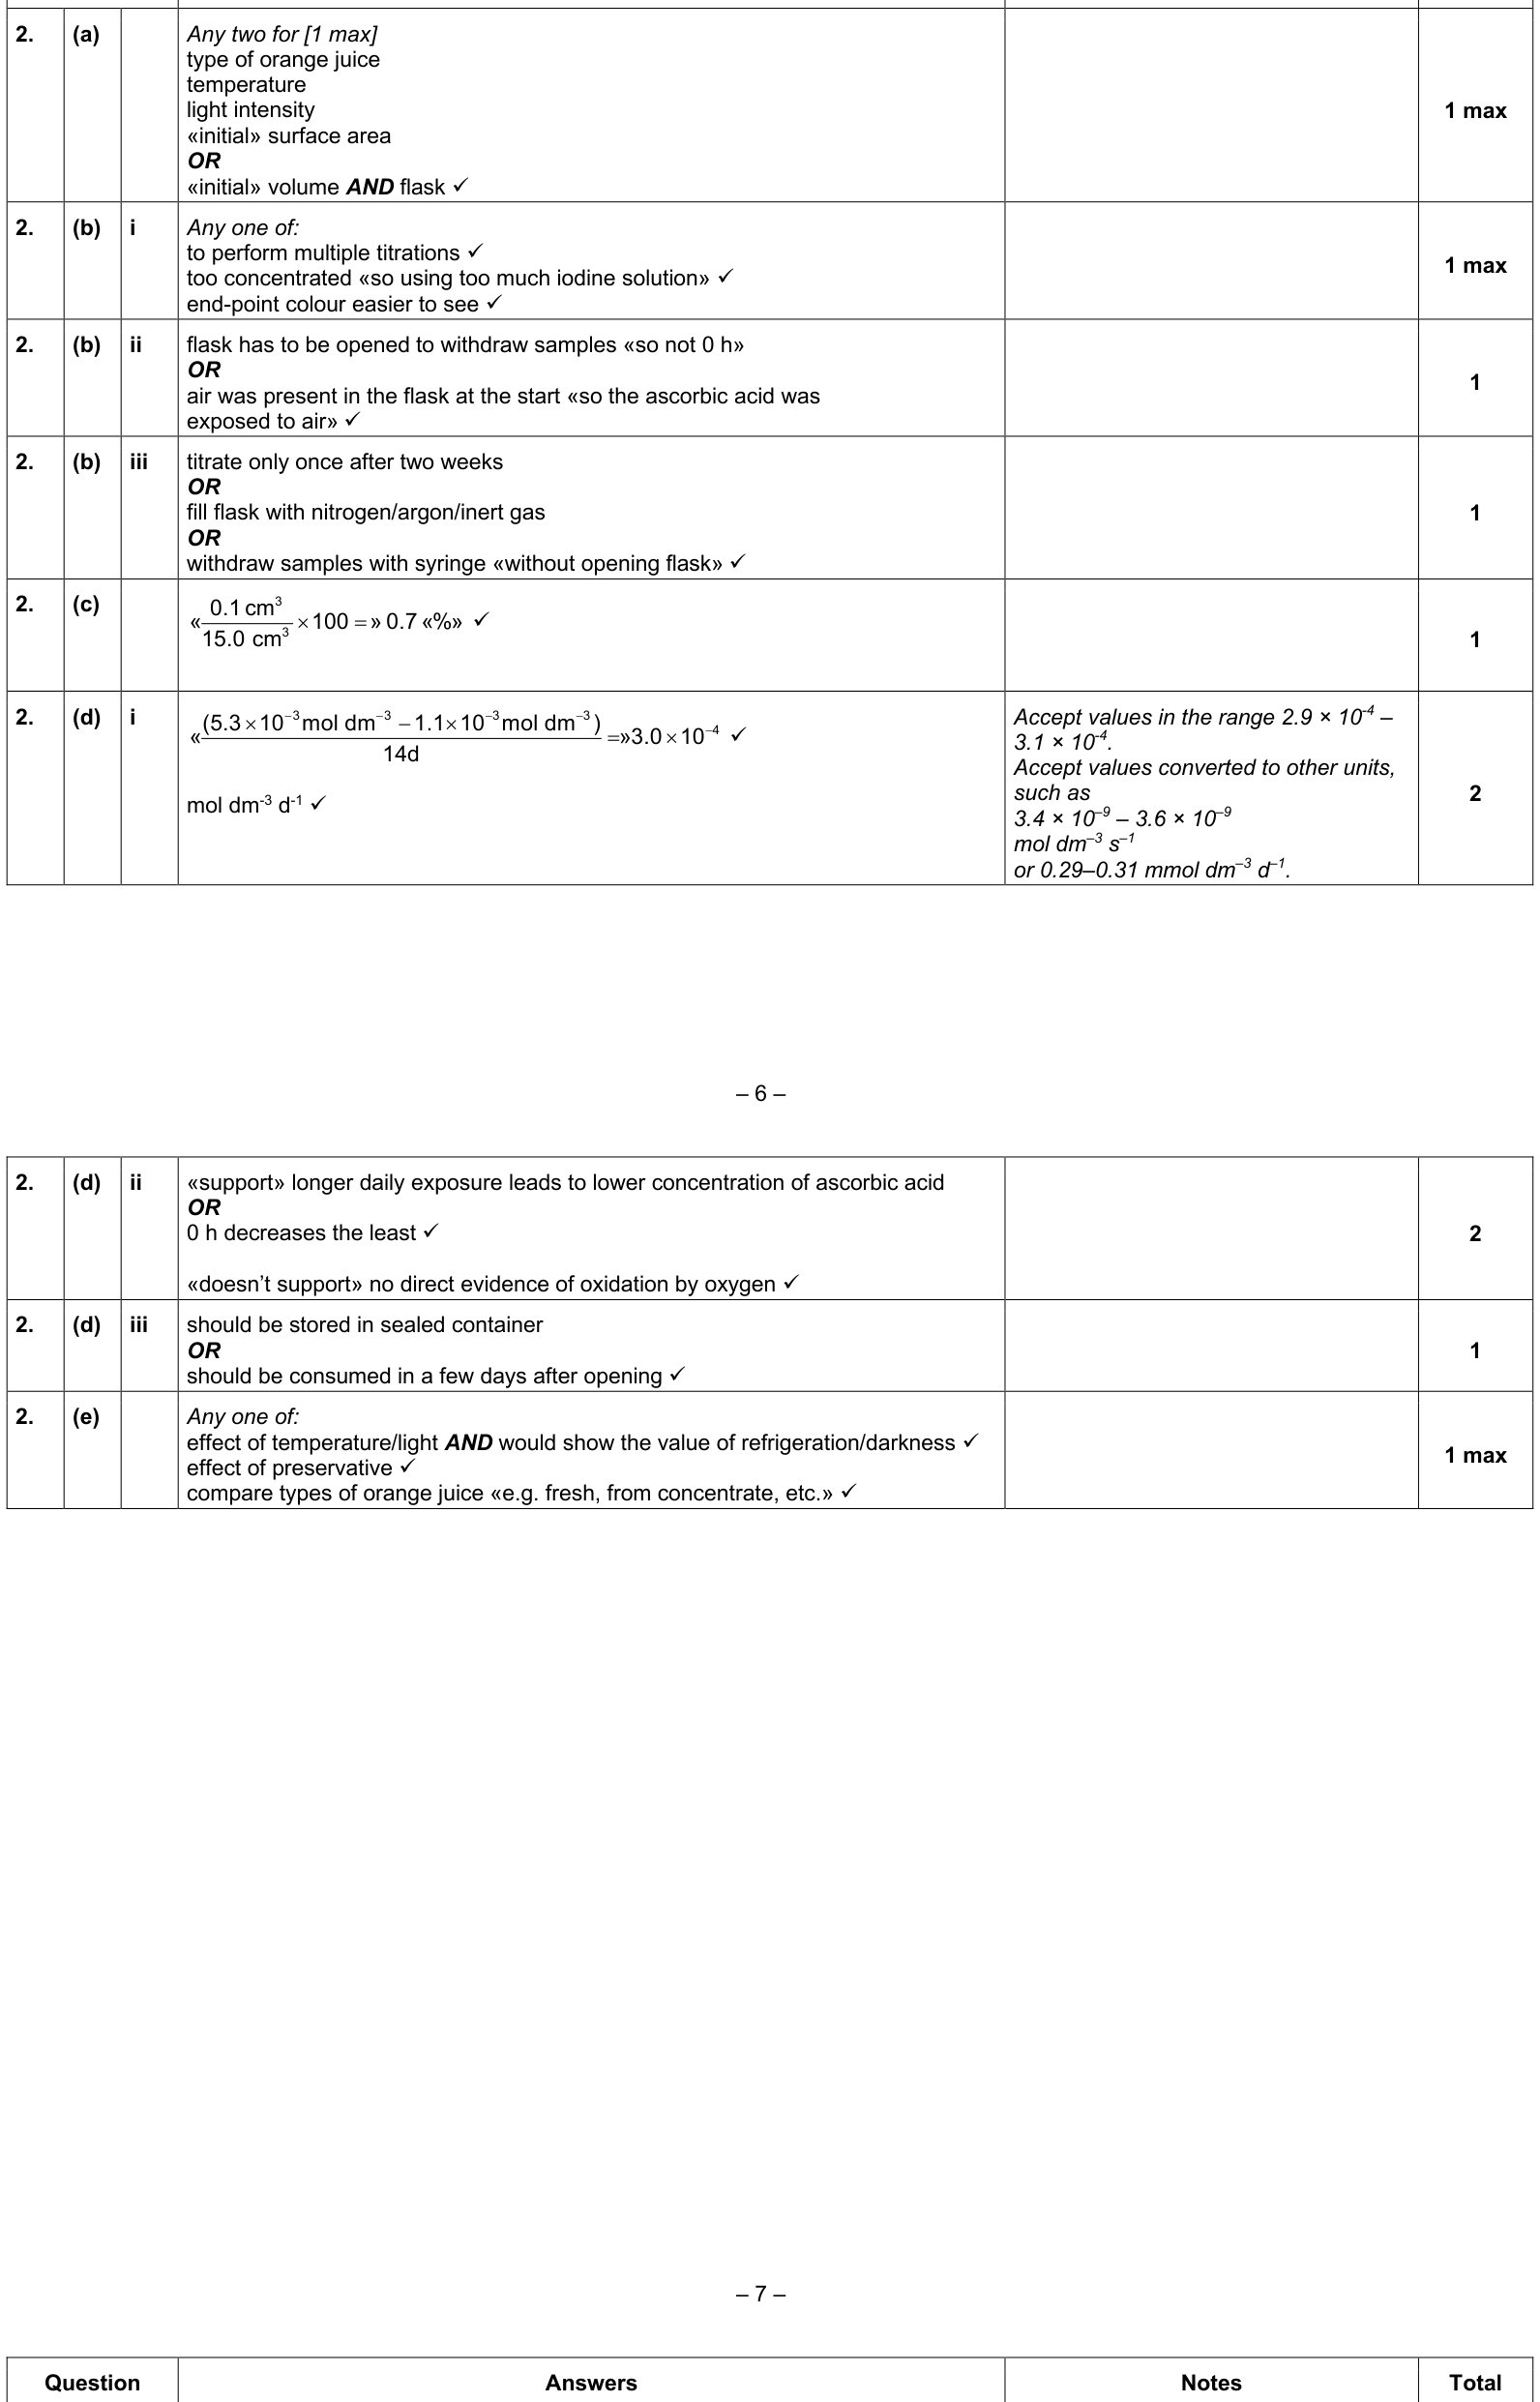 2. (a) Any two for [1 max]
type of orange juice
temperature
light intensity
«initial» surface area
OR
«initial» volume AND flask ✓
1 max
2. (b) i Any one of:
to perform multiple titrations ✓
too concentrated «so using too much iodine solution» ✓
end-point colour easier to see ✓
1 max
2. (b) ii flask has to be opened to withdraw samples «so not 0 h»
OR
air was present in the flask at the start «so the ascorbic acid was
exposed to air» ✓
1
2. (b) iii titrate only once after two weeks
OR
fill flask with nitrogen/argon/inert gas
OR
withdraw samples with syringe «without opening flask» ✓
1
2. (c) «0.1 cm³ / 15.0 cm³ × 100 = » 0.7 «%» ✓
1
2. (d) i «(5.3 × 10⁻³ mol dm⁻³ – 1.1 × 10⁻³ mol dm⁻³) / 14d =» 3.0 × 10⁻⁴ ✓
mol dm⁻³ d⁻¹ ✓
Accept values in the range 2.9 × 10⁻⁴ –
3.1 × 10⁻⁴.
Accept values converted to other units,
such as
3.4 × 10⁻⁹ – 3.6 × 10⁻⁹
mol dm⁻³ s⁻¹
or 0.29–0.31 mmol dm⁻³ d⁻¹.
2
– 6 –
2. (d) ii «support» longer daily exposure leads to lower concentration of ascorbic acid
OR
0 h decreases the least ✓
«doesn’t support» no direct evidence of oxidation by oxygen ✓
2
2. (d) iii should be stored in sealed container
OR
should be consumed in a few days after opening ✓
1
2. (e) Any one of:
effect of temperature/light AND would show the value of refrigeration/darkness ✓
effect of preservative ✓
compare types of orange juice «e.g. fresh, from concentrate, etc.» ✓
1 max
– 7 –
Question Answers Notes Total